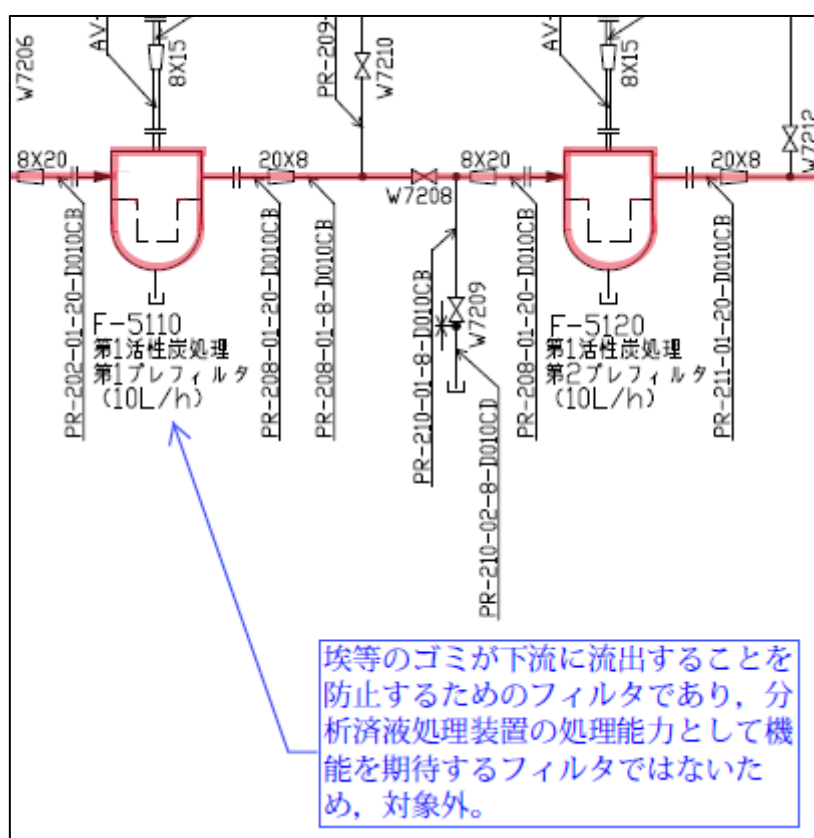 W7206
AV-
8X15
PR-209-
W7210
AV-
8X15
W7212
8X20
20X8
W7208
8X20
20X8
PR-202-01-20-D010CB
F-5110
第1活性炭処理
第1プレフィルタ
(10L/h)
PR-208-01-20-D010CB
PR-208-01-8-D010CB
PR-210-01-8-D010CB
W7209
PR-210-02-8-D010CD
PR-208-01-20-D010CB
F-5120
第1活性炭処理
第2プレフィルタ
(10L/h)
PR-211-01-20-D010CB
埃等のゴミが下流に流出することを
防止するためのフィルタであり，分
析済液処理装置の処理能力として機
能を期待するフィルタではないた
め，対象外。